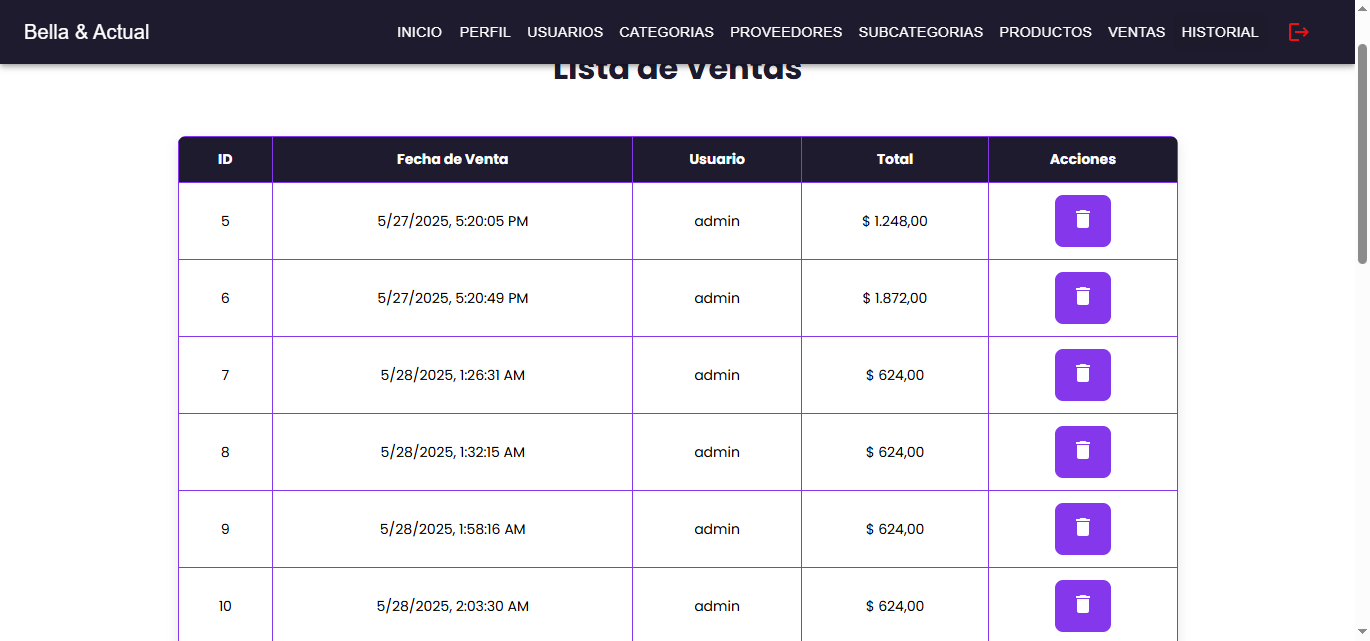 Bella & Actual INICIO PERFIL USUARIOS CATEGORIAS PROVEEDORES SUBCATEGORIAS PRODUCTOS VENTAS HISTORIAL
Lista de Ventas
ID Fecha de Venta Usuario Total Acciones
5 5/27/2025, 5:20:05 PM admin $ 1.248,00
6 5/27/2025, 5:20:49 PM admin $ 1.872,00
7 5/28/2025, 1:26:31 AM admin $ 624,00
8 5/28/2025, 1:32:15 AM admin $ 624,00
9 5/28/2025, 1:58:16 AM admin $ 624,00
10 5/28/2025, 2:03:30 AM admin $ 624,00